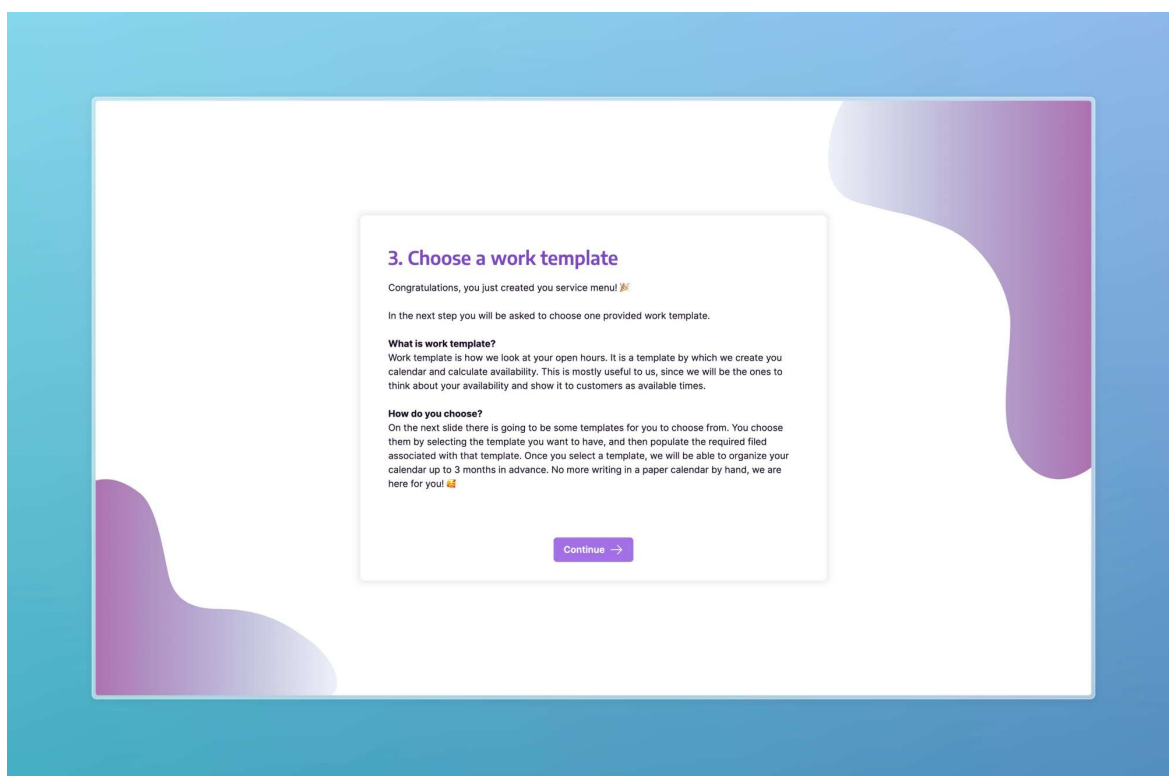 3. Choose a work template
Congratulations, you just created you service menu! 🎉
In the next step you will be asked to choose one provided work template.
What is work template?
Work template is how we look at your open hours. It is a template by which we create you
calendar and calculate availability. This is mostly useful to us, since we will be the ones to
think about your availability and show it to customers as available times.
How do you choose?
On the next slide there is going to be some templates for you to choose from. You choose
them by selecting the template you want to have, and then populate the required filed
associated with that template. Once you select a template, we will be able to organize your
calendar up to 3 months in advance. No more writing in a paper calendar by hand, we are
here for you! 🥰
Continue →